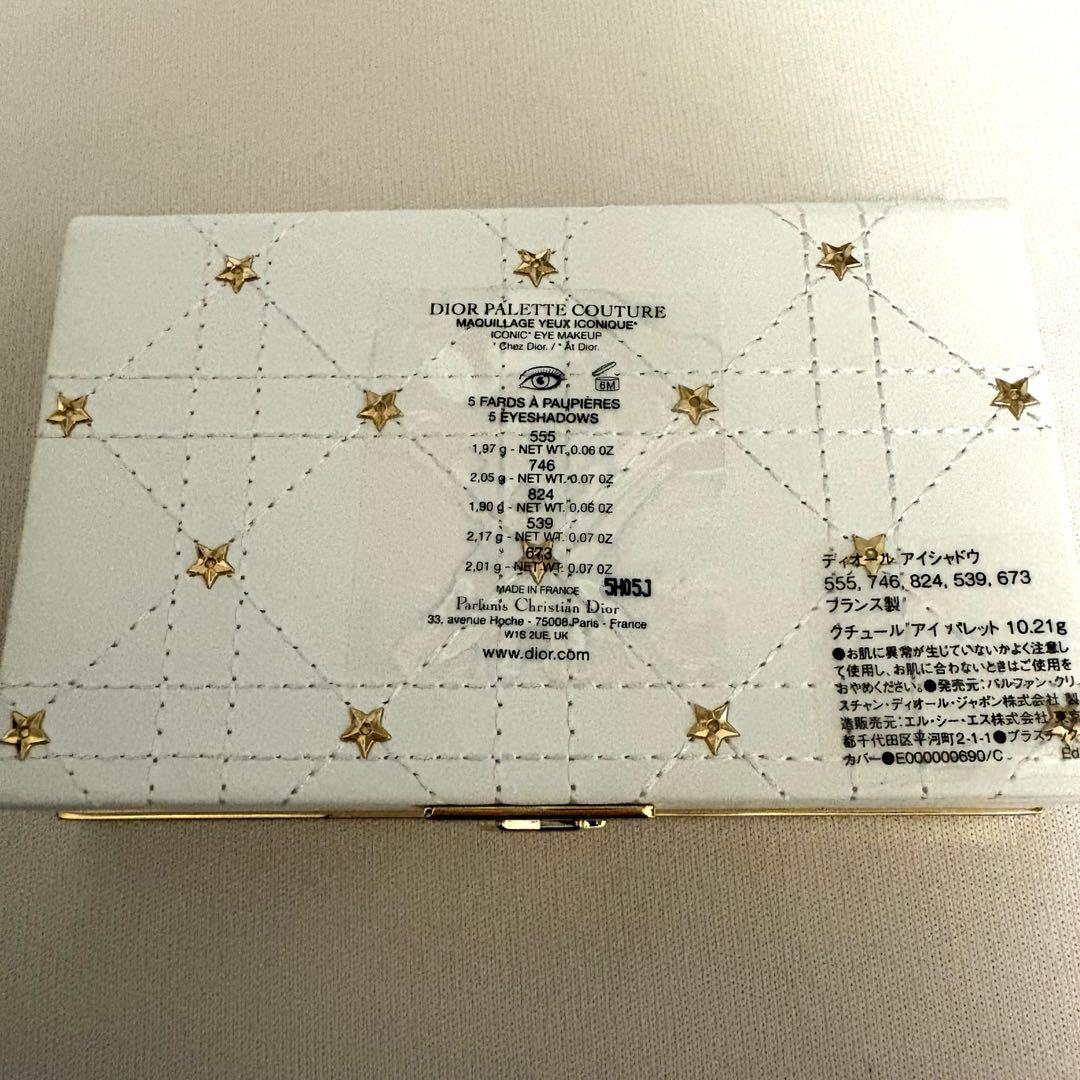 DIOR PALETTE COUTURE
MAQUILLAGE YEUX ICONIQUE*
ICONIC* EYE MAKEUP
* Chez Dior. / * At Dior.
6M
5 FARDS À PAUPIÈRES
5 EYESHADOWS
555
1,97 g - NET WT. 0.06 OZ
746
2,05 g - NET WT. 0.07 OZ
824
1,90 g - NET WT. 0.06 OZ
539
2,17 g - NET WT. 0.07 OZ
673
2,01 g - NET WT. 0.07 OZ
MADE IN FRANCE
5H05J
Parfums Christian Dior
33, avenue Hoche - 75008 Paris - France
W1S 2UE, UK
www.dior.com
ディオール アイシャドウ
555, 746, 824, 539, 673
フランス製
クチュール アイ パレット 10.21g
●お肌に異常が生じていないかよく注意し
て使用し、お肌に合わないときはご使用を
おやめください。●発売元：パルファン・クリ
スチャン・ディオール・ジャポン株式会社 製
造販売元：エル・シー・エス株式会社 東京
都千代田区平河町2-1-1●プラスチック
カバー●E000000690/C Ed